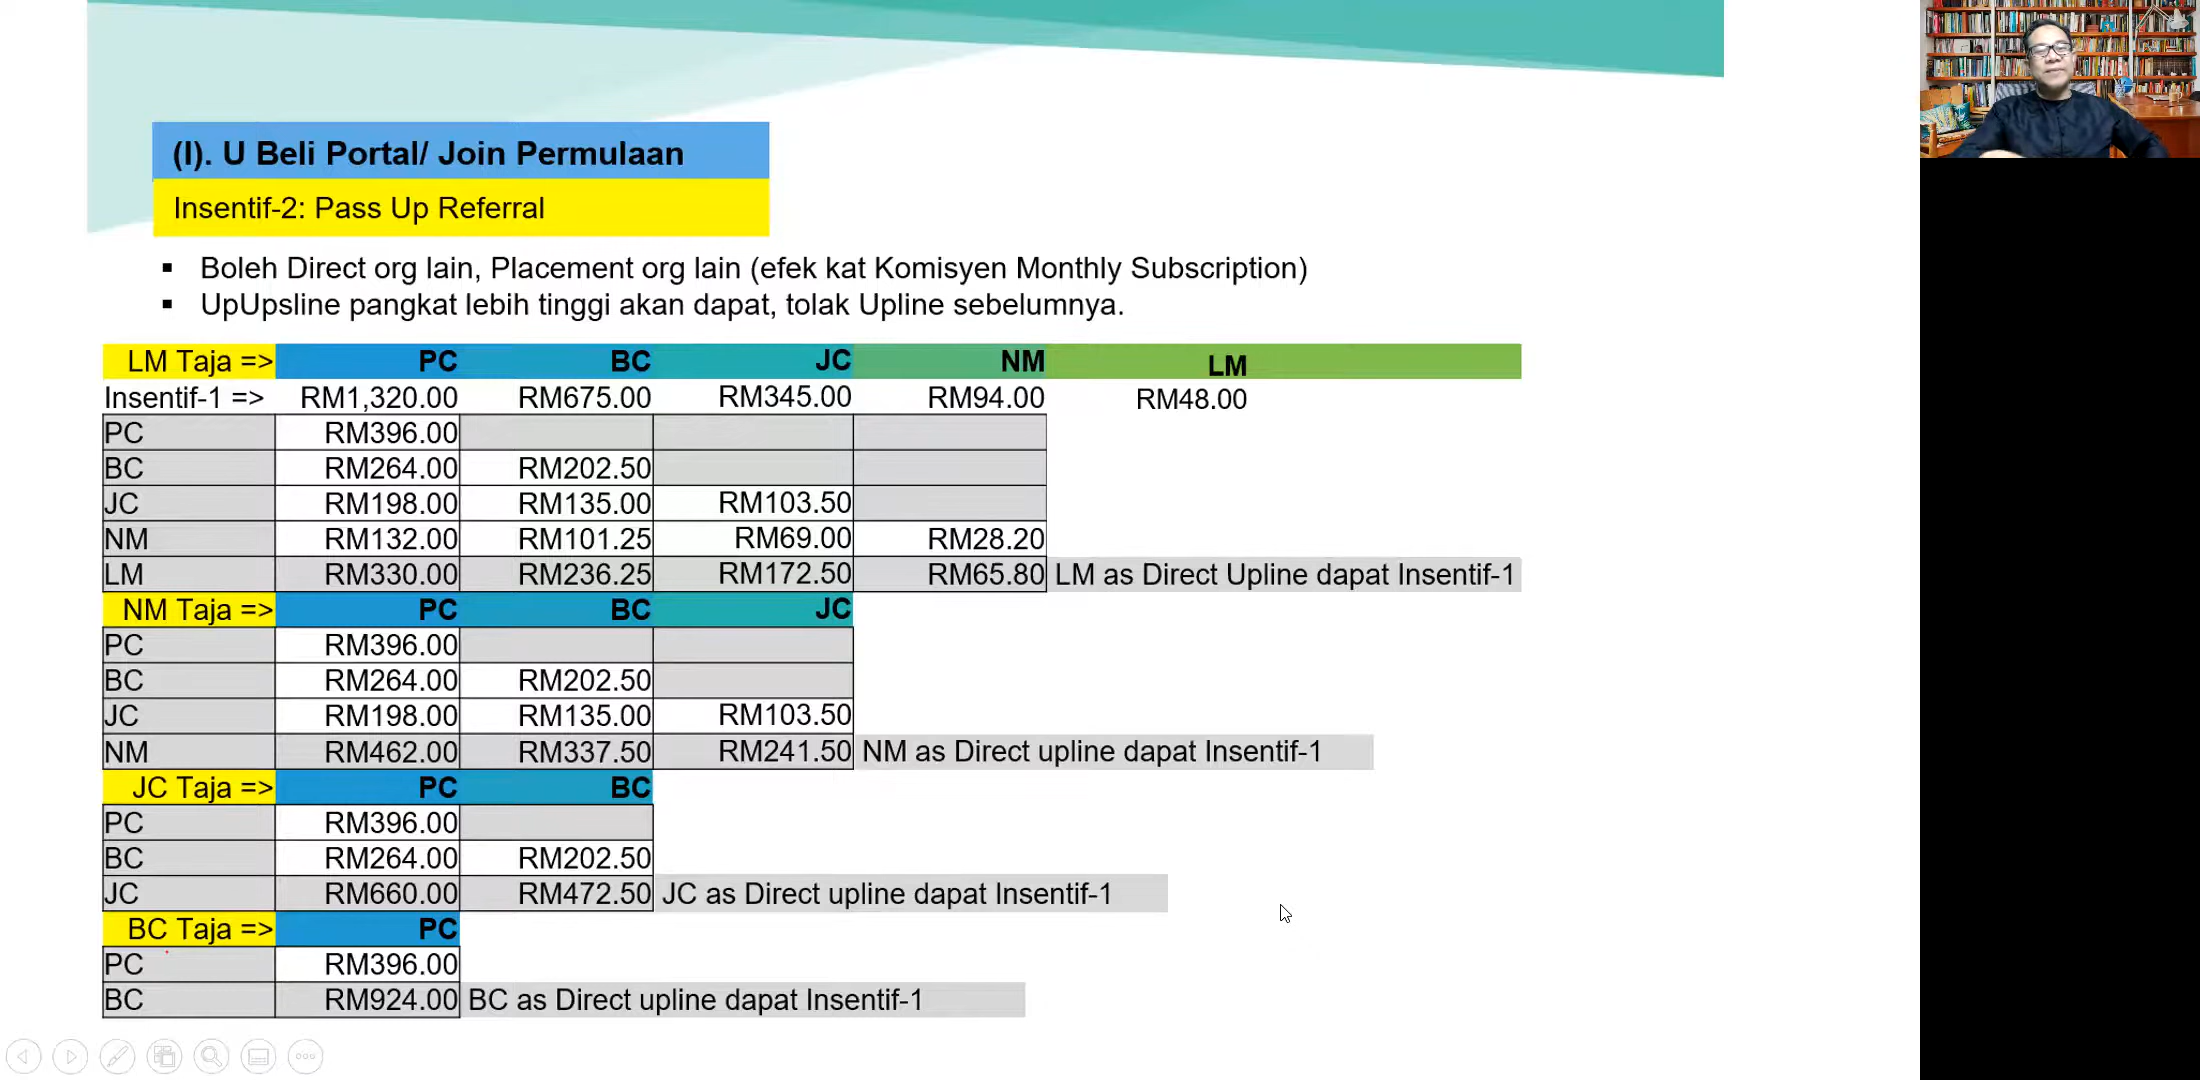 (I). U Beli Portal/ Join Permulaan
Insentif-2: Pass Up Referral
▪ Boleh Direct org lain, Placement org lain (efek kat Komisyen Monthly Subscription)
▪ UpUpsline pangkat lebih tinggi akan dapat, tolak Upline sebelumnya.
LM Taja => PC BC JC NM LM
Insentif-1 => RM1,320.00 RM675.00 RM345.00 RM94.00 RM48.00
PC RM396.00
BC RM264.00 RM202.50
JC RM198.00 RM135.00 RM103.50
NM RM132.00 RM101.25 RM69.00 RM28.20
LM RM330.00 RM236.25 RM172.50 RM65.80 LM as Direct Upline dapat Insentif-1
NM Taja => PC BC JC
PC RM396.00
BC RM264.00 RM202.50
JC RM198.00 RM135.00 RM103.50
NM RM462.00 RM337.50 RM241.50 NM as Direct upline dapat Insentif-1
JC Taja => PC BC
PC RM396.00
BC RM264.00 RM202.50
JC RM660.00 RM472.50 JC as Direct upline dapat Insentif-1
BC Taja => PC
PC RM396.00
BC RM924.00 BC as Direct upline dapat Insentif-1